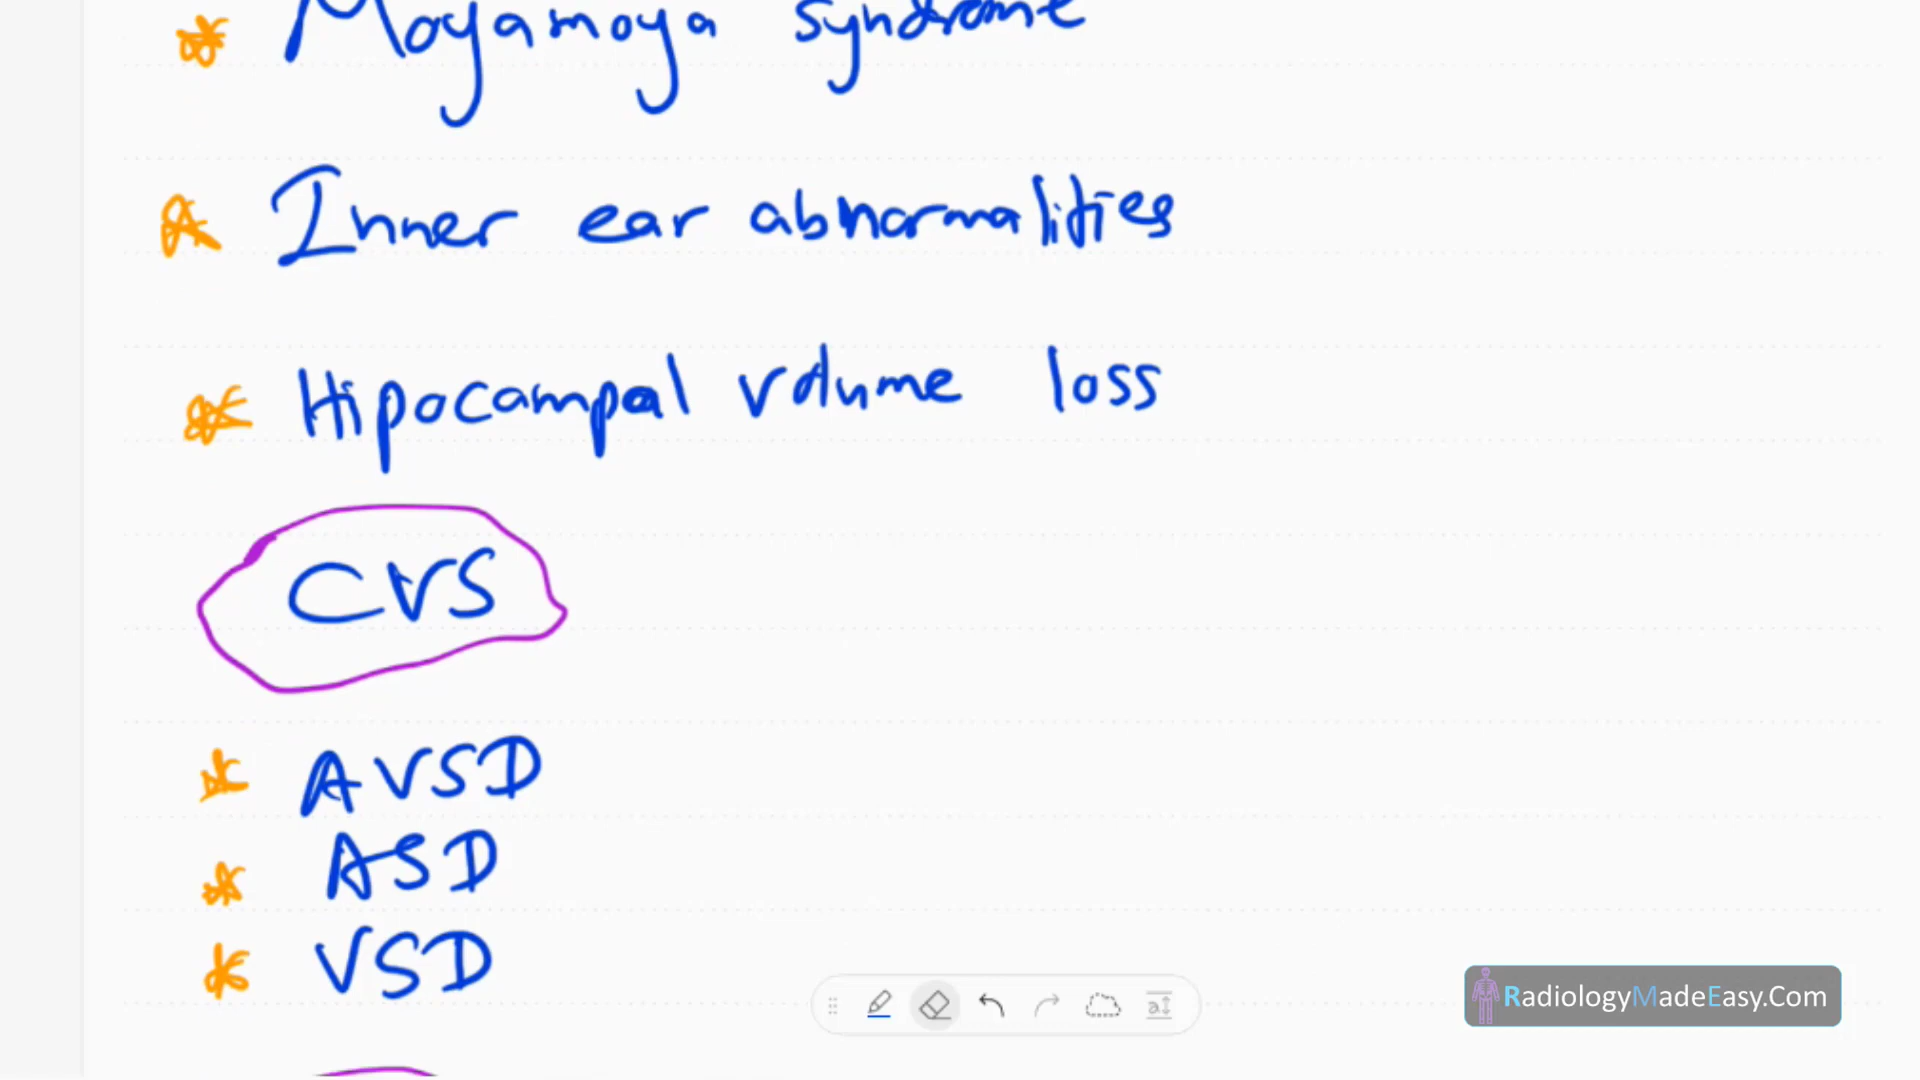 Moyamoya syndrome
Inner ear abnormalities
Hipocampal volume loss
CVS
AVSD
ASD
VSD
RadiologyMadeEasy.Com